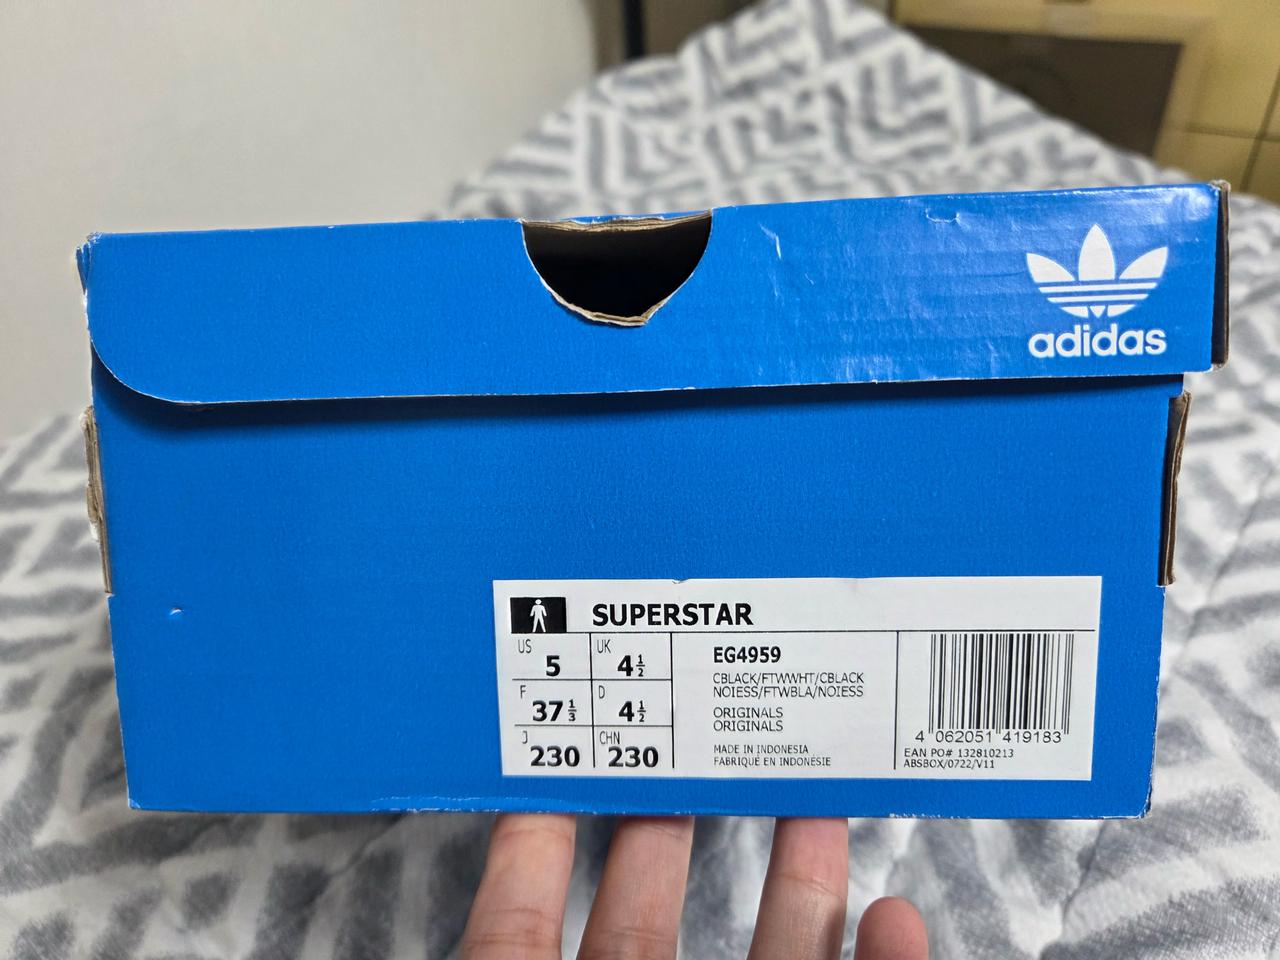 adidas
SUPERSTAR
US 5 UK 4½
F 37⅓ D 4½
J 230 CHN 230
EG4959
CBLACK/FTWWHT/CBLACK
NOIESS/FTWBLA/NOIESS
ORIGINALS
ORIGINALS
MADE IN INDONESIA
FABRIQUÉ EN INDONÉSIE
4 062051 419183
EAN PO# 132810213
ABSBOX/0722/V11